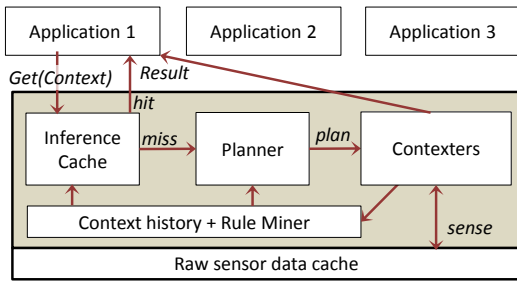 Application 1
Application 2
Application 3
Get(Context)
Result
hit
Inference
Cache
miss
Planner
plan
Contexters
Context history + Rule Miner
sense
Raw sensor data cache